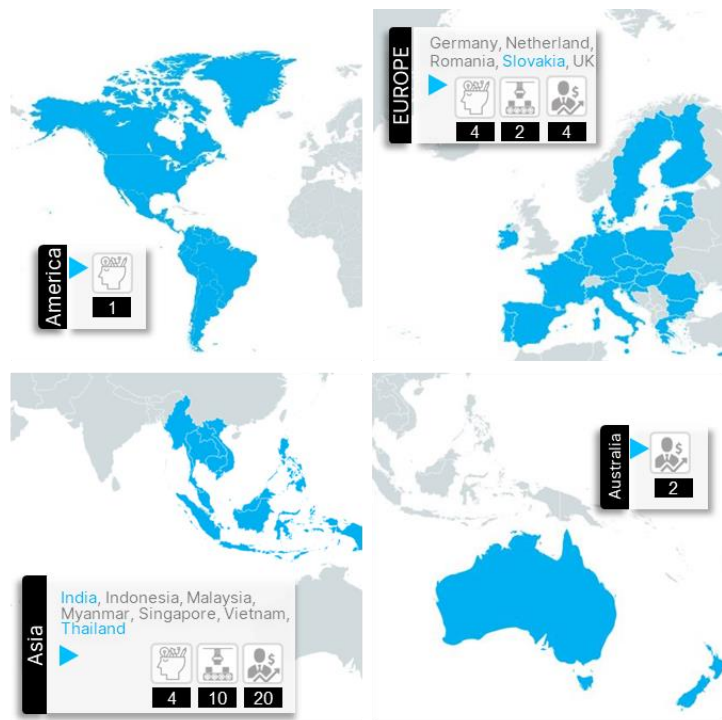 America
1
EUROPE
Germany, Netherland,
Romania, Slovakia, UK
$
4 2 4
Asia
India, Indonesia, Malaysia,
Myanmar, Singapore, Vietnam,
Thailand
$
4 10 20
Australia
$
2